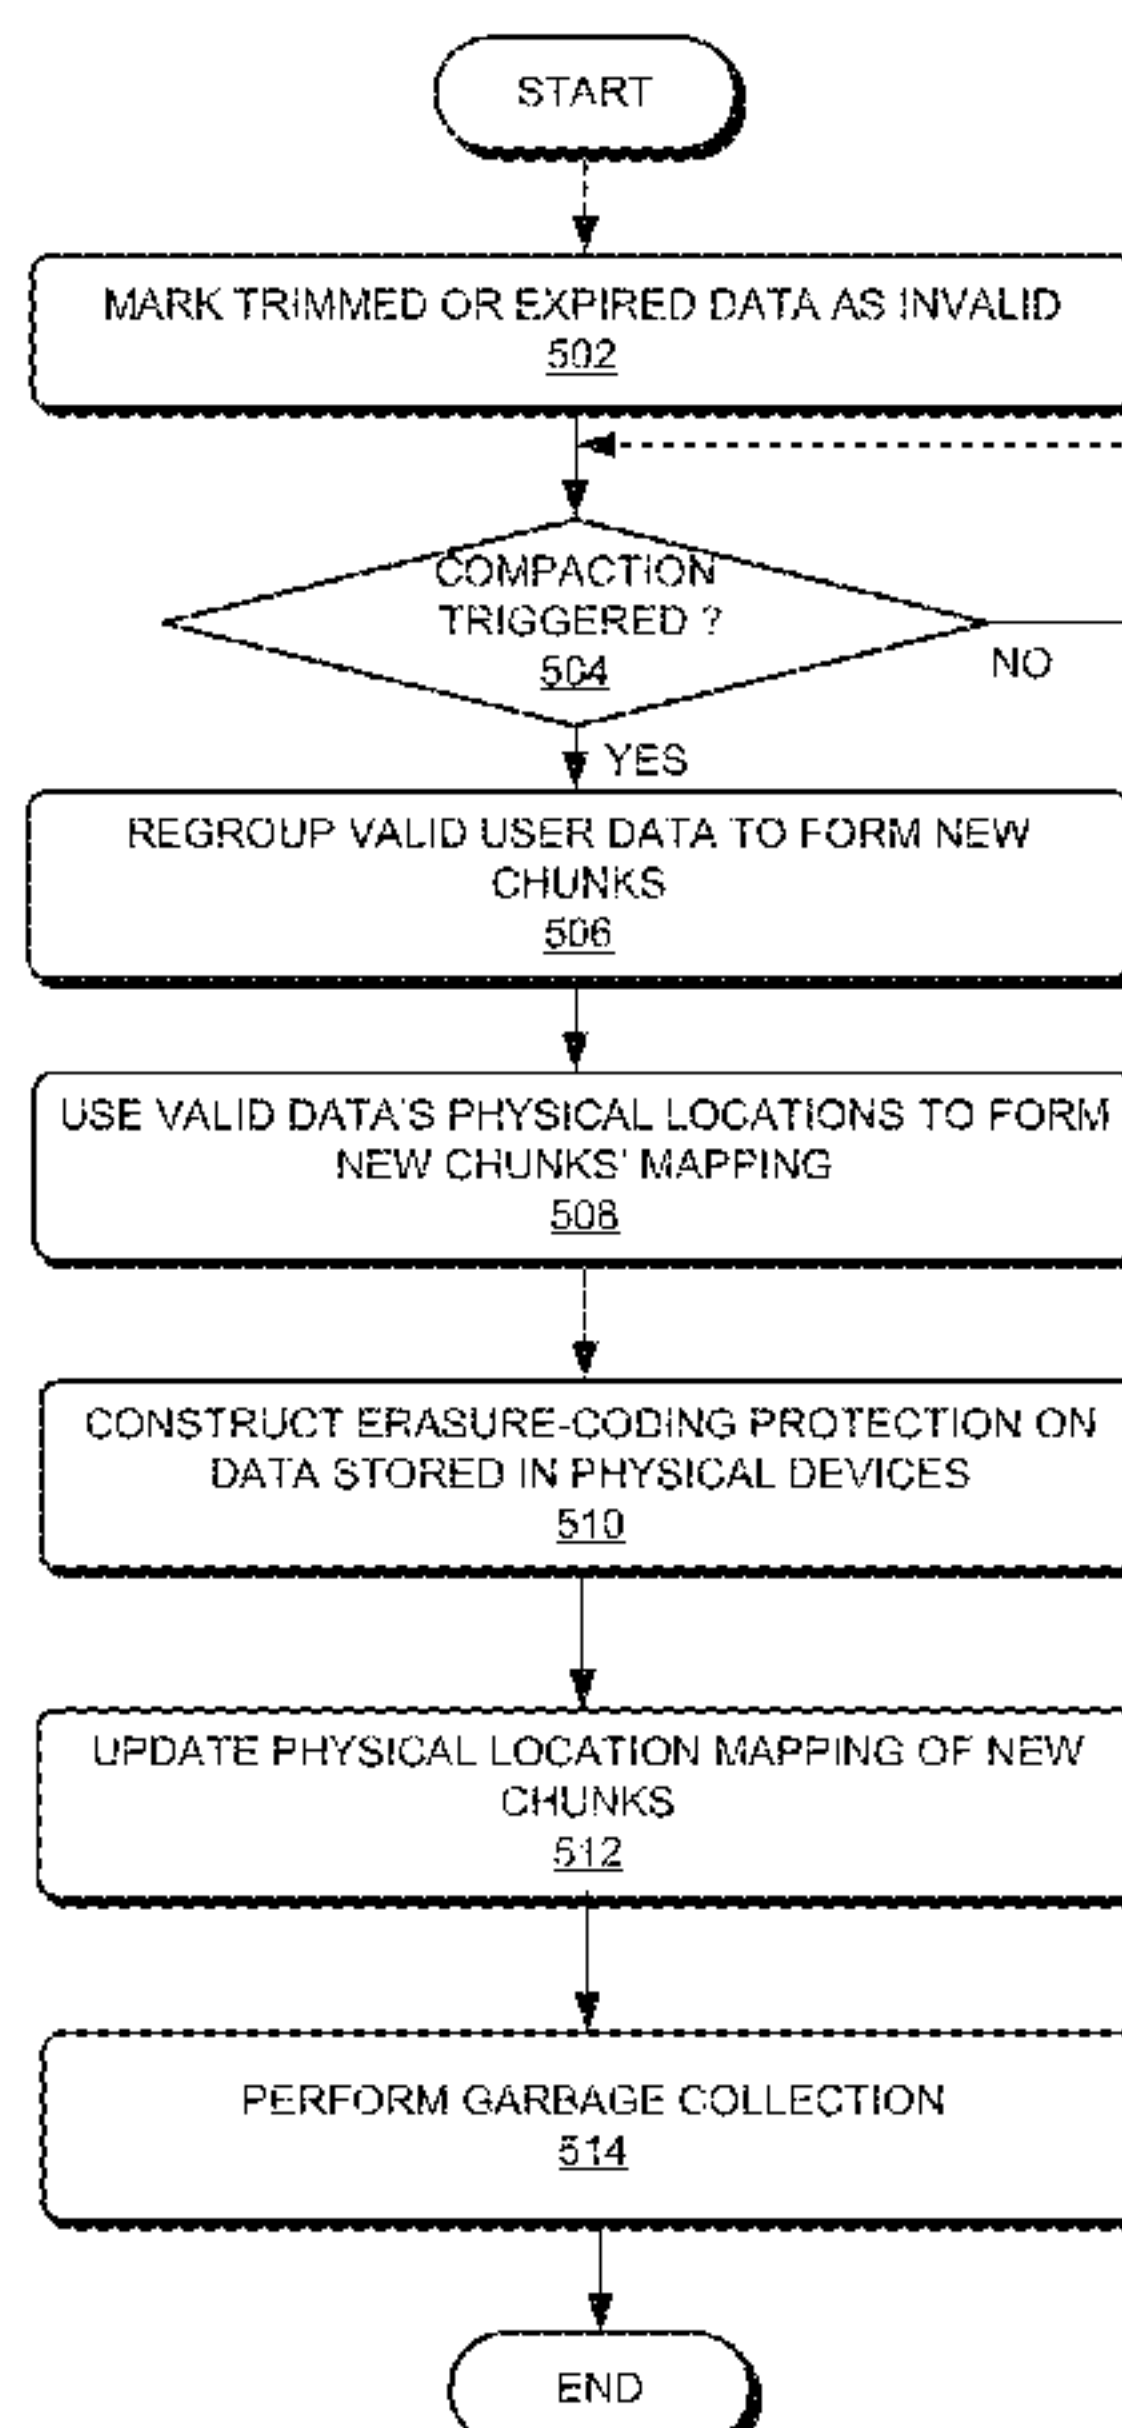 START
MARK TRIMMED OR EXPIRED DATA AS INVALID
502
COMPACTION
TRIGGERED ?
504
NO
YES
REGROUP VALID USER DATA TO FORM NEW
CHUNKS
506
USE VALID DATA'S PHYSICAL LOCATIONS TO FORM
NEW CHUNKS' MAPPING
508
CONSTRUCT ERASURE-CODING PROTECTION ON
DATA STORED IN PHYSICAL DEVICES
510
UPDATE PHYSICAL LOCATION MAPPING OF NEW
CHUNKS
512
PERFORM GARBAGE COLLECTION
514
END